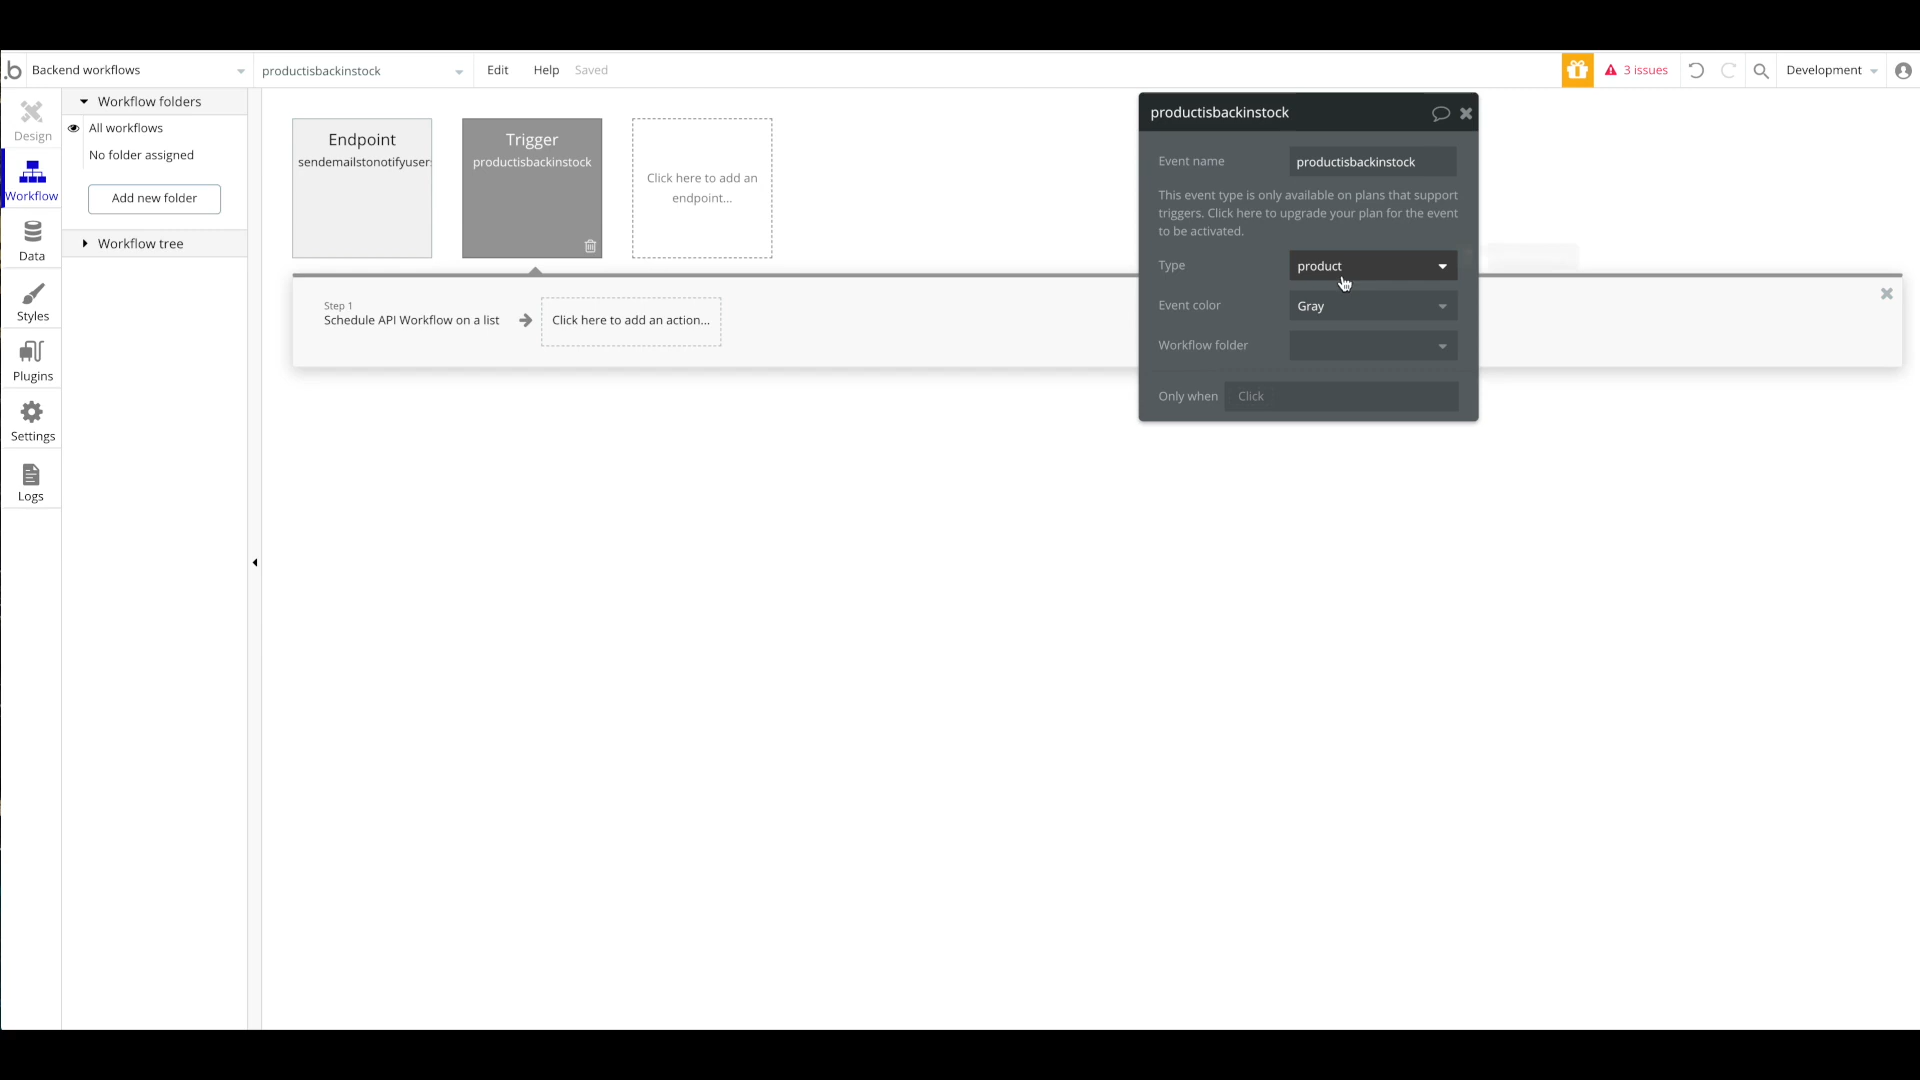 .b
Backend workflows
productisbackinstock
Edit
Help
Saved
3 issues
Development
Design
Workflow
Data
Styles
Plugins
Settings
Logs
Workflow folders
All workflows
No folder assigned
Add new folder
Workflow tree
Endpoint
sendemailstonotifyuser
Trigger
productisbackinstock
Click here to add an
endpoint...
Step 1
Schedule API Workflow on a list
Click here to add an action...
productisbackinstock
Event name
productisbackinstock
This event type is only available on plans that support
triggers. Click here to upgrade your plan for the event
to be activated.
Type
product
Event color
Gray
Workflow folder
Only when
Click